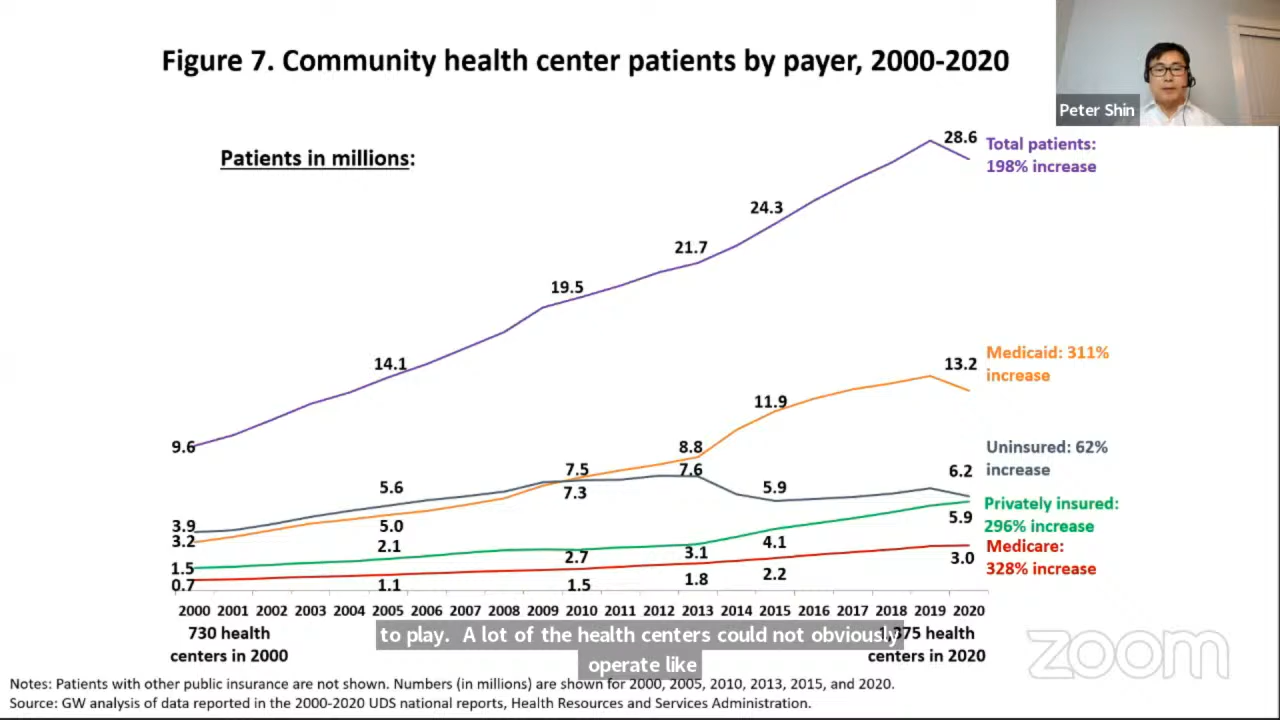 Figure 7. Community health center patients by payer, 2000-2020
Peter Shin
Patients in millions:
28.6
Total patients:
198% increase
24.3
21.7
19.5
14.1
9.6
Medicaid: 311%
increase
13.2
11.9
8.8
7.5
7.6
7.3
Uninsured: 62%
increase
6.2
5.6
5.9
3.9
5.0
3.2
Privately insured:
296% increase
5.9
2.1
2.7
3.1
4.1
1.5
Medicare:
328% increase
3.0
0.7
1.1
1.5
1.8
2.2
2000 2001 2002 2003 2004 2005 2006 2007 2008 2009 2010 2011 2012 2013 2014 2015 2016 2017 2018 2019 2020
730 health
centers in 2000
to play. A lot of the health centers could not obviously
operate like
health
centers in 2020
zoom
Notes: Patients with other public insurance are not shown. Numbers (in millions) are shown for 2000, 2005, 2010, 2013, 2015, and 2020.
Source: GW analysis of data reported in the 2000-2020 UDS national reports, Health Resources and Services Administration.